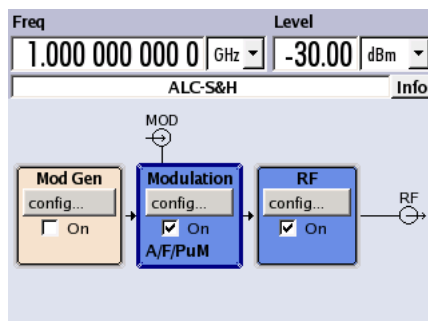 Freq Level
1.000 000 000 0 GHz -30.00 dBm
ALC-S&H Info
MOD
Mod Gen Modulation RF
config... config... config... RF
On On On
A/F/PuM